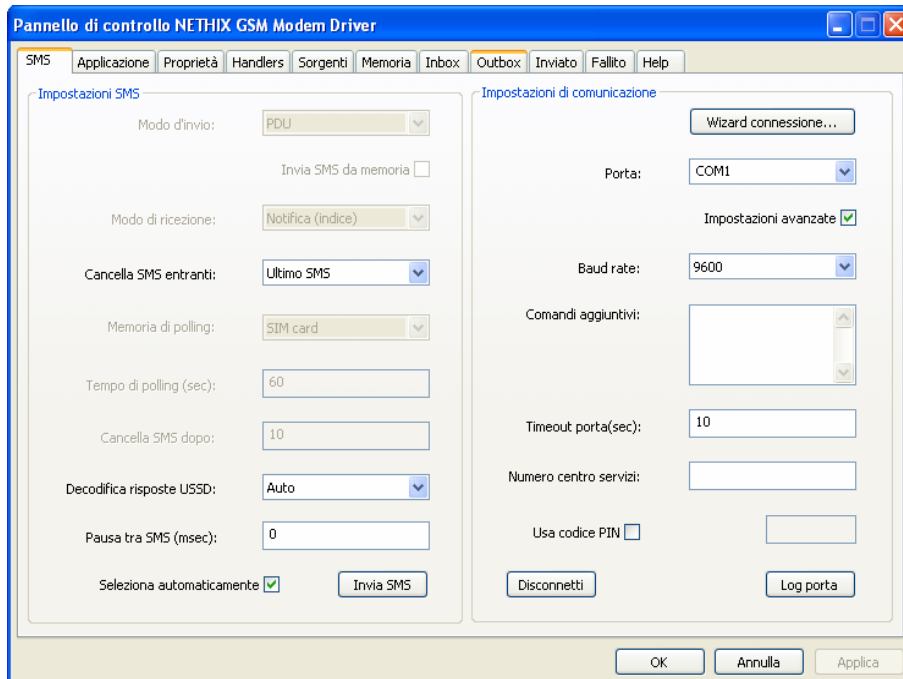 Pannello di controllo NETHIX GSM Modem Driver
SMS Applicazione Proprietà Handlers Sorgenti Memoria Inbox Outbox Inviato Fallito Help
Impostazioni SMS
Modo d'invio: PDU
Invia SMS da memoria
Modo di ricezione: Notifica (indice)
Cancella SMS entranti: Ultimo SMS
Memoria di polling: SIM card
Tempo di polling (sec): 60
Cancella SMS dopo: 10
Decodifica risposte USSD: Auto
Pausa tra SMS (msec): 0
Seleziona automaticamente Invia SMS
Impostazioni di comunicazione
Wizard connessione...
Porta: COM1
Impostazioni avanzate
Baud rate: 9600
Comandi aggiuntivi:
Timeout porta(sec): 10
Numero centro servizi:
Usa codice PIN
Disconnetti Log porta
OK Annulla Applica